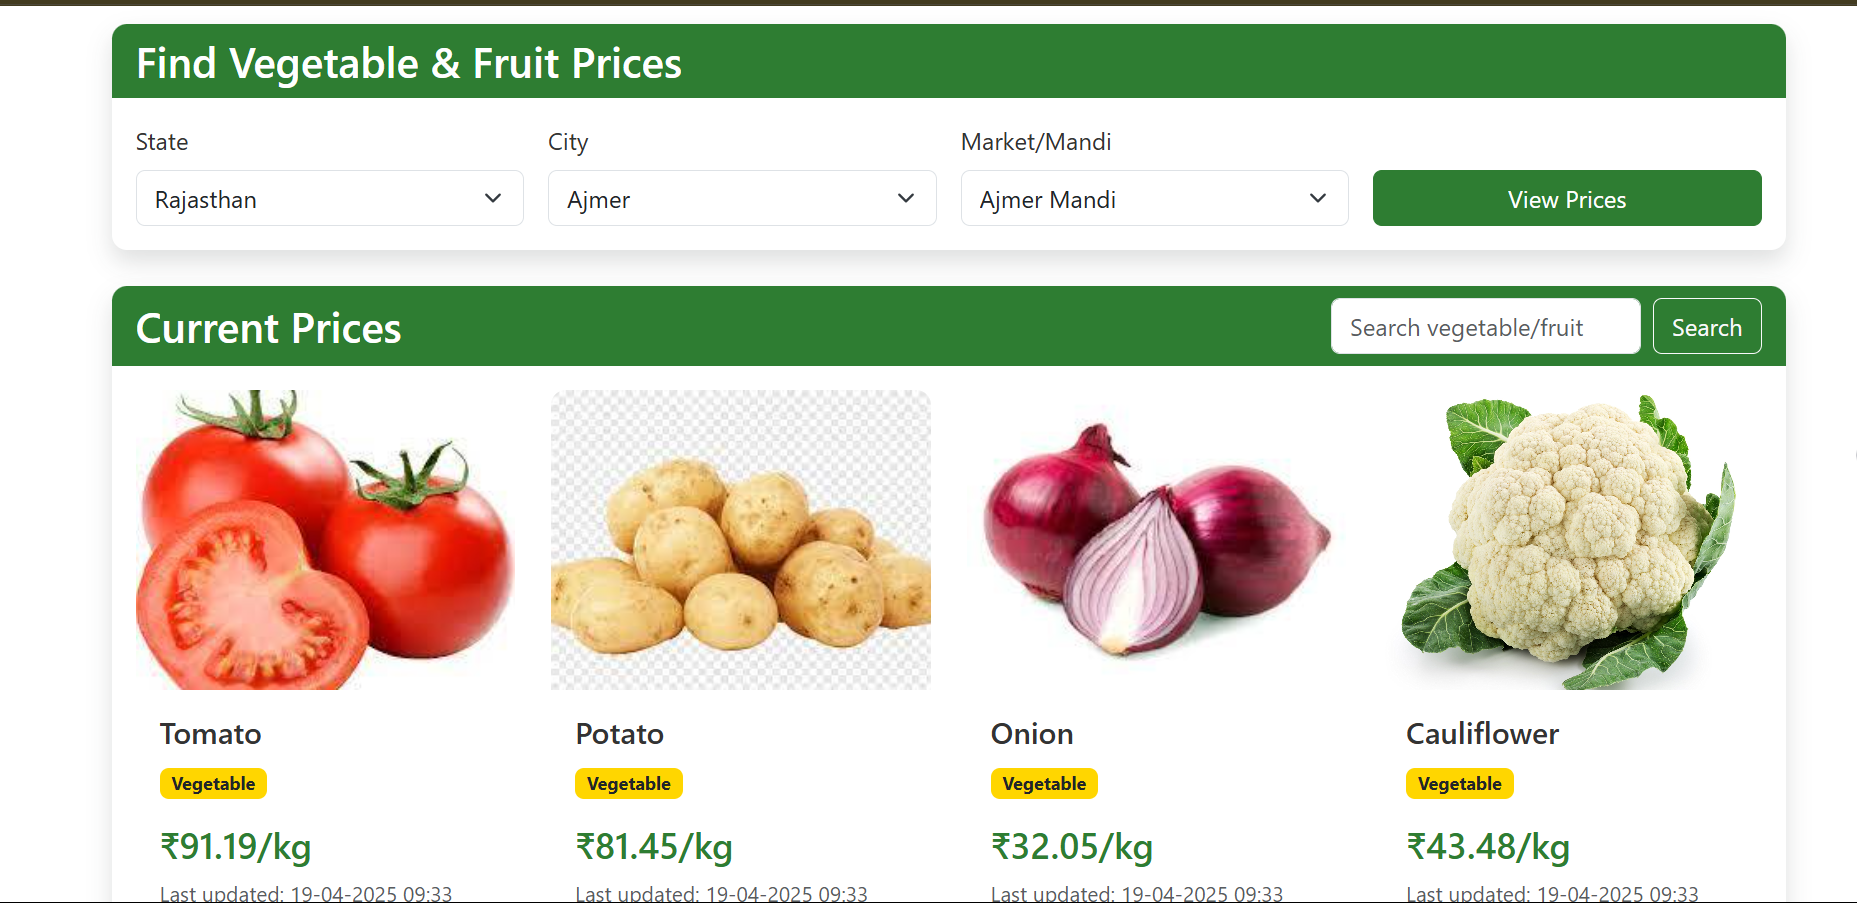 Find Vegetable & Fruit Prices
State
City
Market/Mandi
Rajasthan
Ajmer
Ajmer Mandi
View Prices
Current Prices
Search vegetable/fruit
Search
Tomato
Potato
Onion
Cauliflower
Vegetable
Vegetable
Vegetable
Vegetable
₹91.19/kg
₹81.45/kg
₹32.05/kg
₹43.48/kg
Last updated: 19-04-2025 09:33
Last updated: 19-04-2025 09:33
Last updated: 19-04-2025 09:33
Last updated: 19-04-2025 09:33